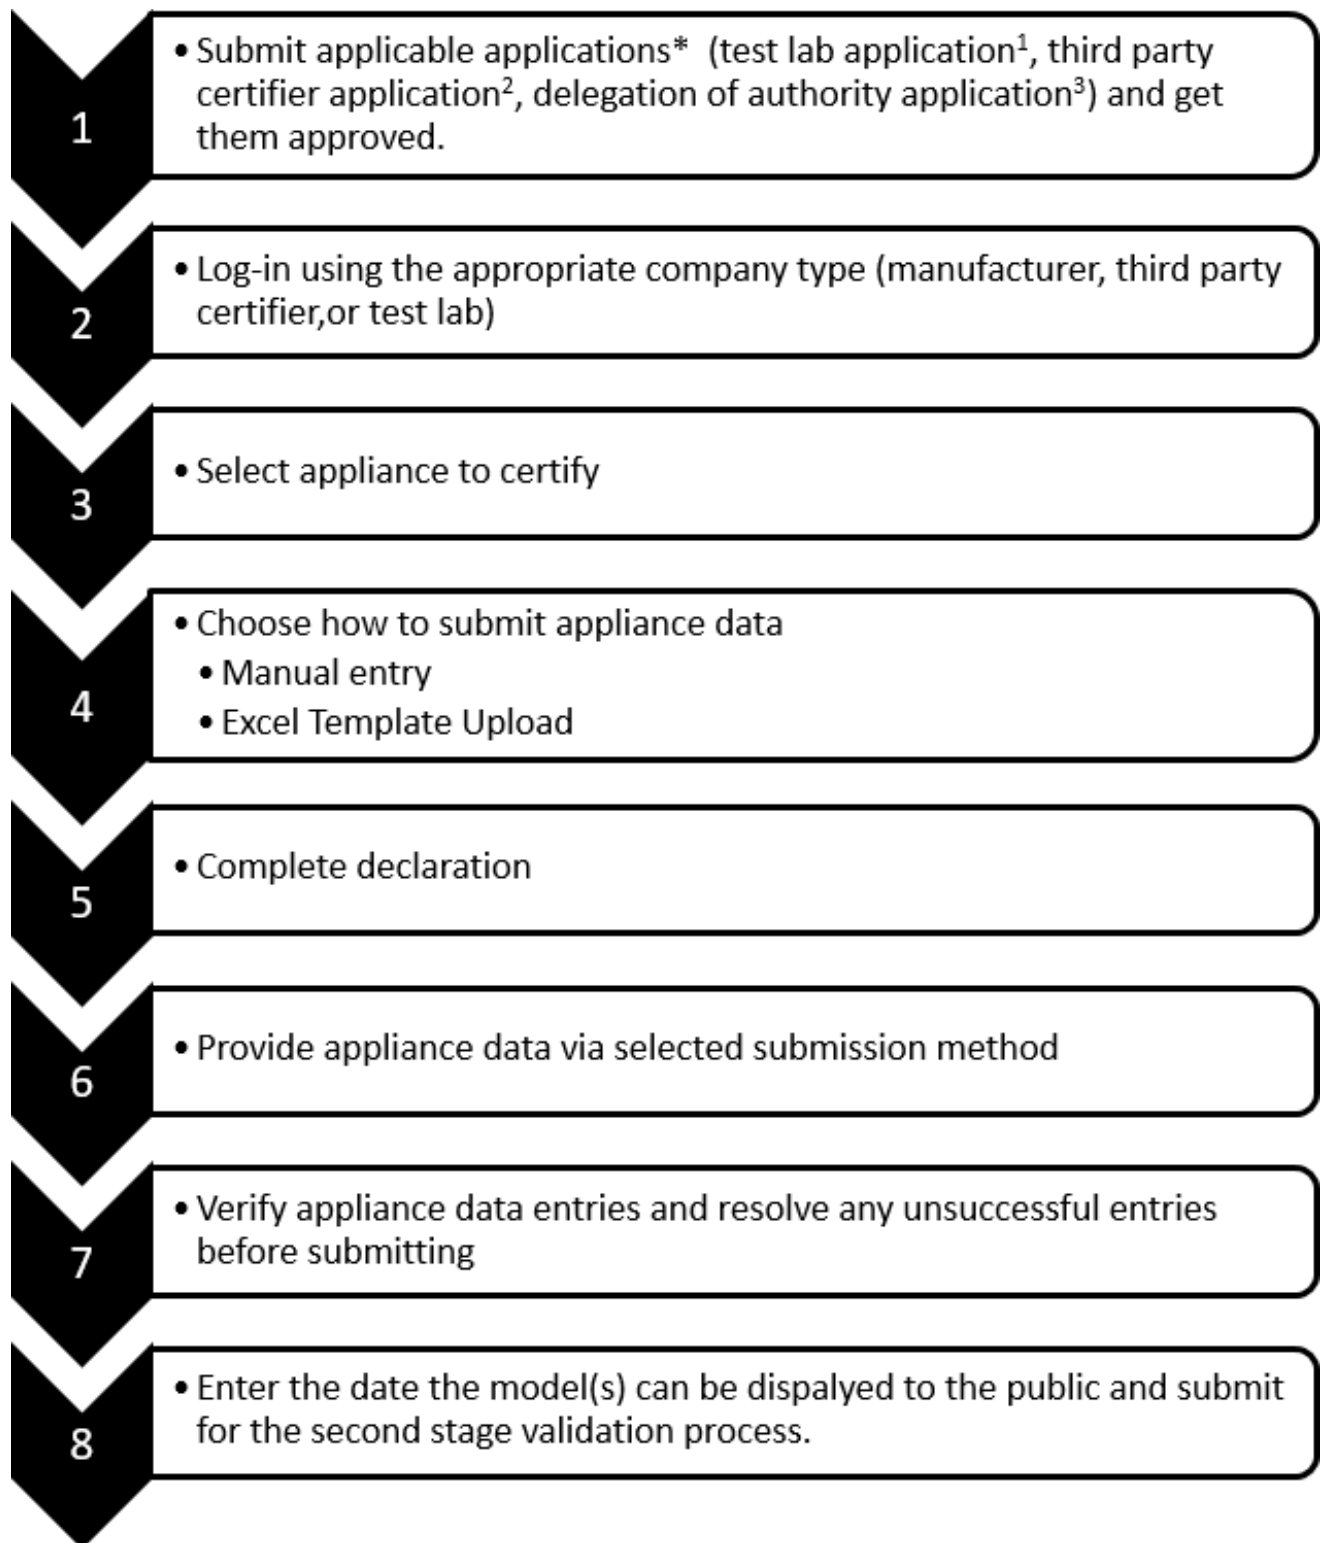 1
• Submit applicable applications* (test lab application¹, third party
certifier application², delegation of authority application³) and get
them approved.
2
• Log-in using the appropriate company type (manufacturer, third party
certifier,or test lab)
3
• Select appliance to certify
4
• Choose how to submit appliance data
• Manual entry
• Excel Template Upload
5
• Complete declaration
6
• Provide appliance data via selected submission method
7
• Verify appliance data entries and resolve any unsuccessful entries
before submitting
8
• Enter the date the model(s) can be dispalyed to the public and submit
for the second stage validation process.